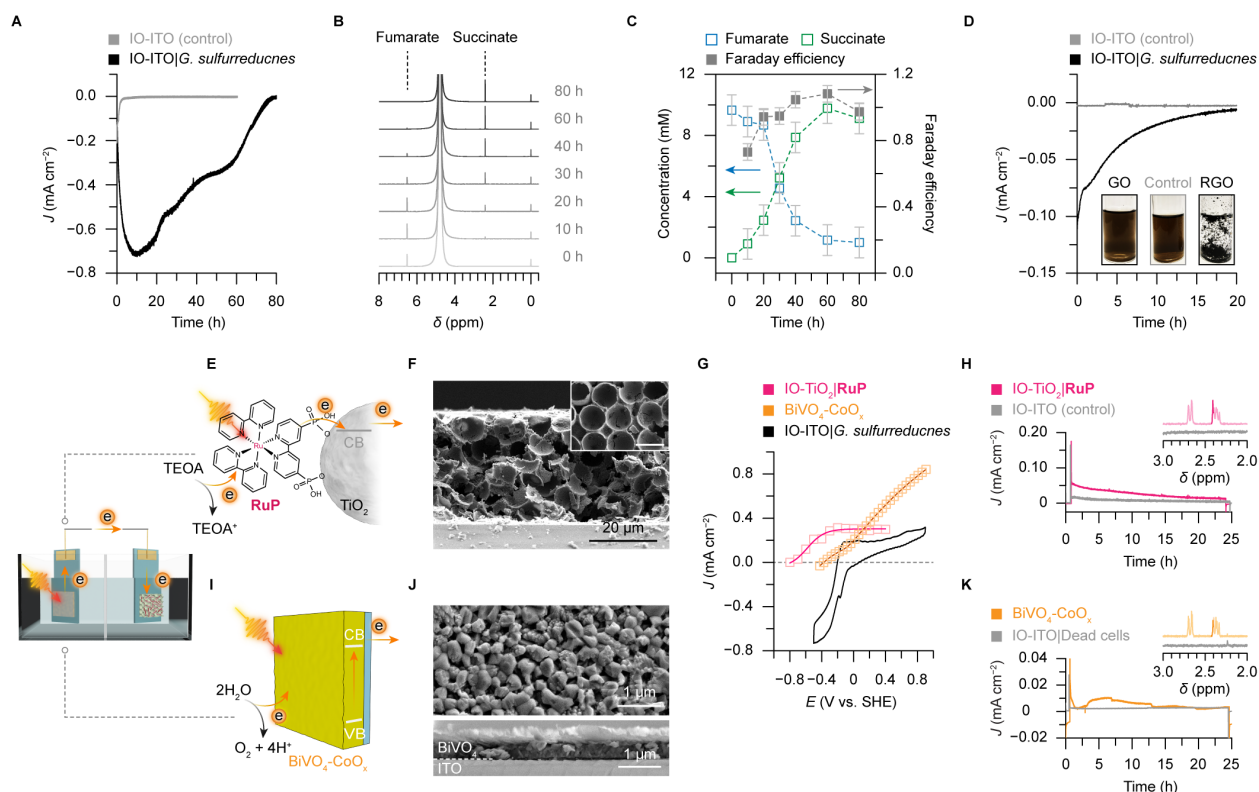 A
IO-ITO (control)
IO-ITO|G. sulfurreducnes
0.0
−0.2
−0.4
−0.6
−0.8
J (mA cm⁻²)
0 20 40 60 80
Time (h)
B
Fumarate Succinate
80 h
60 h
40 h
30 h
20 h
10 h
0 h
8 6 4 2 0
δ (ppm)
C
Fumarate Succinate
Faraday efficiency
12
8
4
0
Concentration (mM)
1.2
1.0
0.8
0.5
0.2
0.0
Faraday efficiency
0 20 40 60 80
Time (h)
D
IO-ITO (control)
IO-ITO|G. sulfurreducnes
0.00
−0.05
−0.10
−0.15
J (mA cm⁻²)
GO Control RGO
0 5 10 15 20
Time (h)
E
TEOA
e
TEOA⁺
RuP
Ru
N
N
N
N
N
N
O
P
OH
OH
O
O
P
O
OH
e
e
CB
TiO₂
e
e
e
F
20 μm
G
IO-TiO₂|RuP
BiVO₄-CoOₓ
IO-ITO|G. sulfurreducnes
0.8
0.4
0.0
−0.4
−0.8
J (mA cm⁻²)
−0.8 −0.4 0 0.4 0.8
E (V vs. SHE)
H
IO-TiO₂|RuP
IO-ITO (control)
3.0 2.5 2.0
δ (ppm)
0.2
0.1
0
J (mA cm⁻²)
0 5 10 15 20 25
Time (h)
I
2H₂O
e
O₂ + 4H⁺
CB
VB
e
BiVO₄-CoOₓ
J
1 μm
BiVO₄
ITO
1 μm
K
BiVO₄-CoOₓ
IO-ITO|Dead cells
3.0 2.5 2.0
δ (ppm)
0.04
0.02
0
−0.02
J (mA cm⁻²)
0 5 10 15 20 25
Time (h)